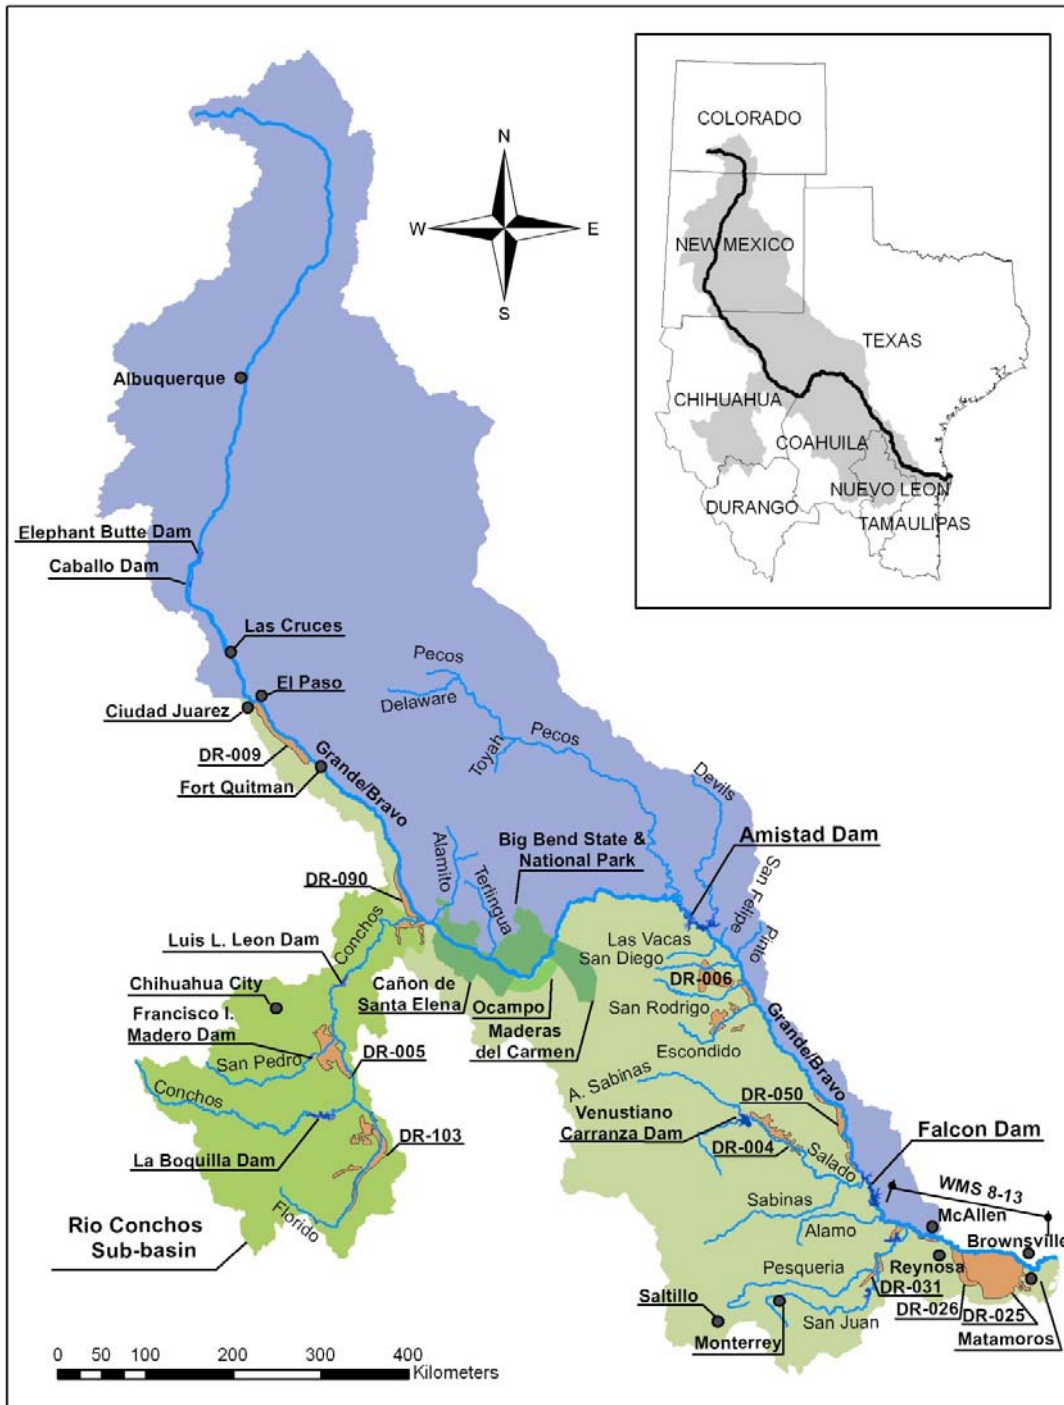 COLORADO
NEW MEXICO
TEXAS
CHIHUAHUA
COAHUILA
NUEVO LEON
DURANGO
TAMAULIPAS
N
W
E
S
Albuquerque
Elephant Butte Dam
Caballo Dam
Las Cruces
El Paso
Ciudad Juarez
DR-009
Fort Quitman
Grande/Bravo
Pecos
Delaware
Toyah
Pecos
Devils
Amistad Dam
San Felipe
Pinto
Big Bend State &
National Park
Alamito
Terlingua
DR-090
Conchos
Luis L. Leon Dam
Chihuahua City
Francisco I.
Madero Dam
San Pedro
DR-005
Conchos
La Boquilla Dam
DR-103
Florido
Rio Conchos
Sub-basin
Cañon de
Santa Elena
Ocampo
Maderas
del Carmen
Las Vacas
San Diego
DR-006
San Rodrigo
Escondido
Grande/Bravo
A. Sabinas
DR-050
Venustiano
Carranza Dam
DR-004
Salado
Falcon Dam
WMS 8-13
Sabinas
Alamo
McAllen
Brownsville
Pesqueria
Reynosa
DR-031
Saltillo
DR-026
DR-025
San Juan
Monterrey
Matamoros
0 50 100 200 300 400
Kilometers